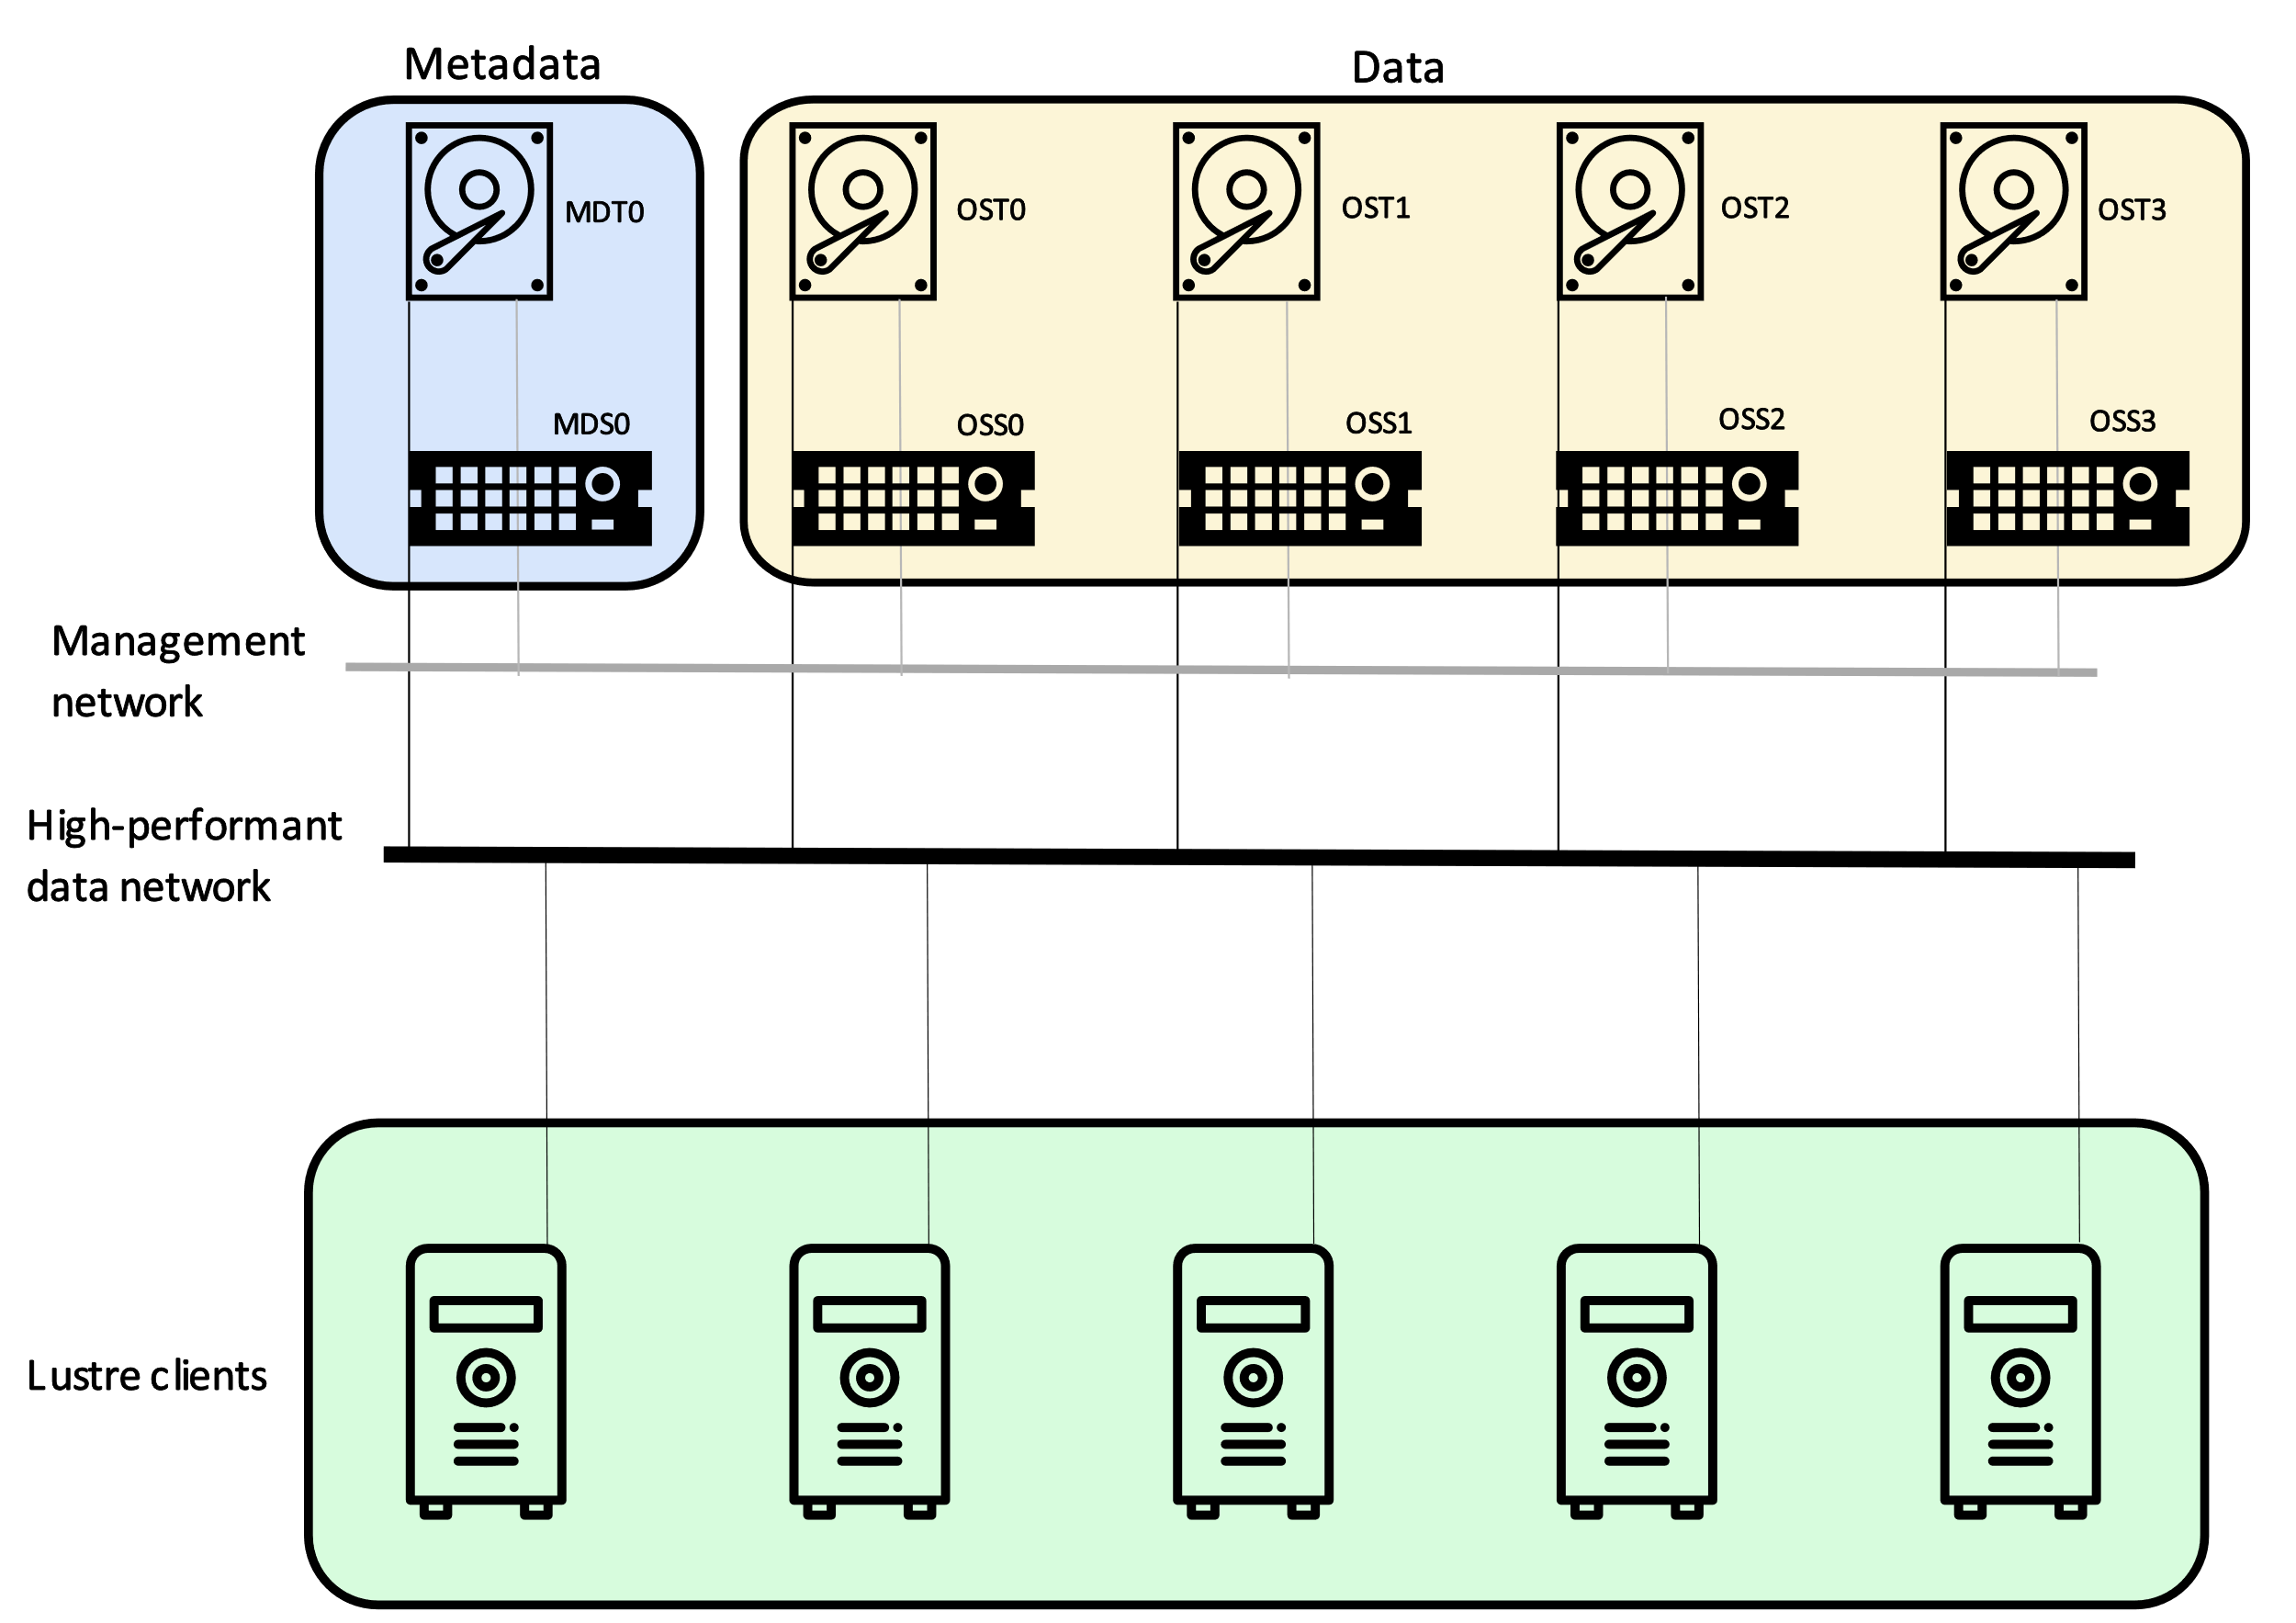 Metadata
Data
MDT0
OST0
OST1
OST2
OST3
MDS0
OSS0
OSS1
OSS2
OSS3
Management
network
High-performant
data network
Lustre clients